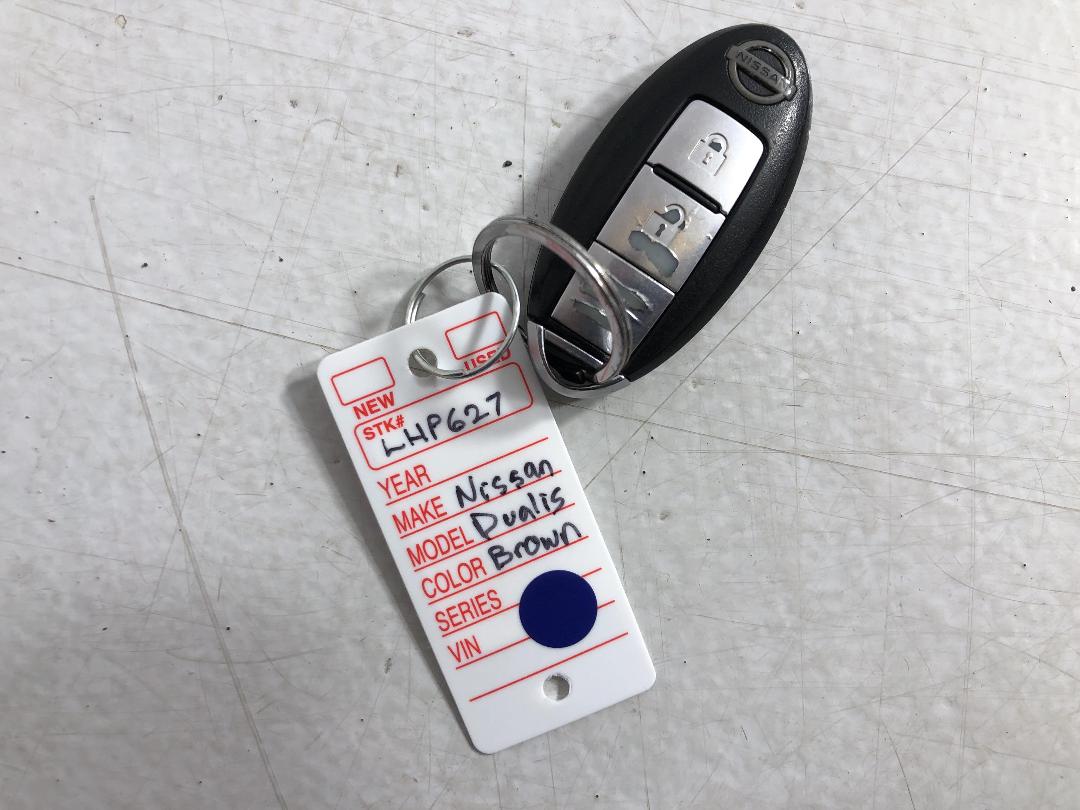 NISSAN
NEW USED
STK# LHP627
YEAR
MAKE Nissan
MODEL Dualis
COLOR Brown
SERIES
VIN